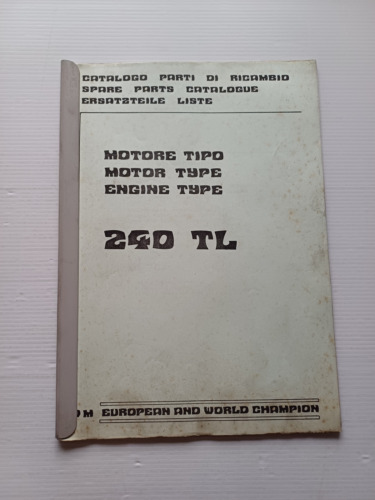 CATALOGO PARTI DI RICAMBIO
SPARE PARTS CATALOGUE
ERSATZTEILE LISTE
MOTORE TIPO
MOTOR TYPE
ENGINE TYPE
240 TL
M EUROPEAN AND WORLD CHAMPION